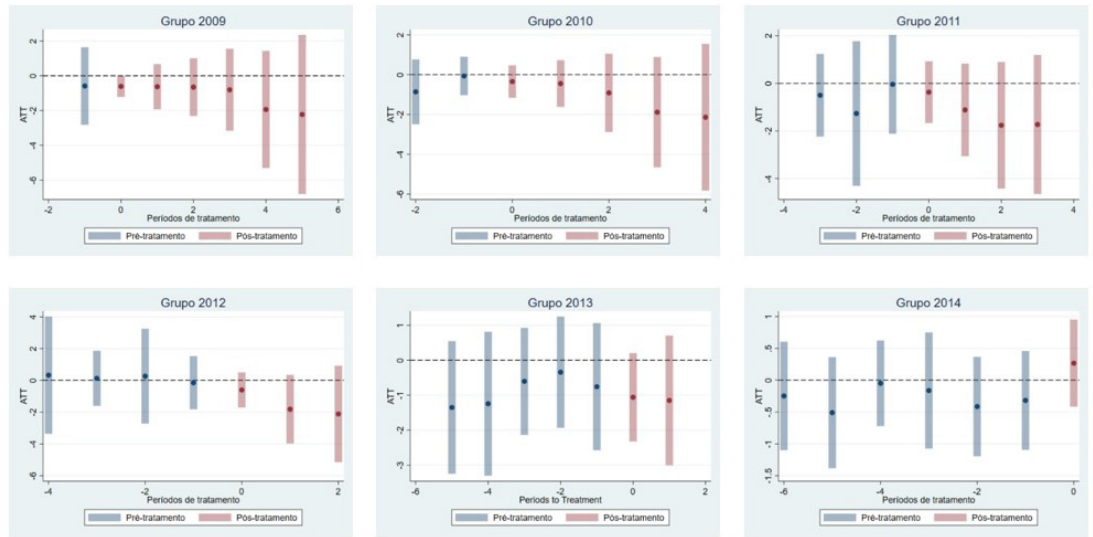 Grupo 2009
2
0
-2
-4
-6
ATT
-2 0 2 4 6
Períodos de tratamento
Pré-tratamento Pós-tratamento
Grupo 2010
2
0
-2
-4
-6
ATT
-2 0 2 4
Períodos de tratamento
Pré-tratamento Pós-tratamento
Grupo 2011
2
0
-2
-4
ATT
-4 -2 0 2 4
Períodos de tratamento
Pré-tratamento Pós-tratamento
Grupo 2012
4
2
0
-2
-4
-6
ATT
-4 -2 0 2
Períodos de tratamento
Pré-tratamento Pós-tratamento
Grupo 2013
1
0
-1
-2
-3
ATT
-6 -4 -2 0 2
Periods to Treatment
Pré-tratamento Pós-tratamento
Grupo 2014
1
.5
0
-.5
-1
-1.5
ATT
-6 -4 -2 0
Períodos de tratamento
Pré-tratamento Pós-tratamento